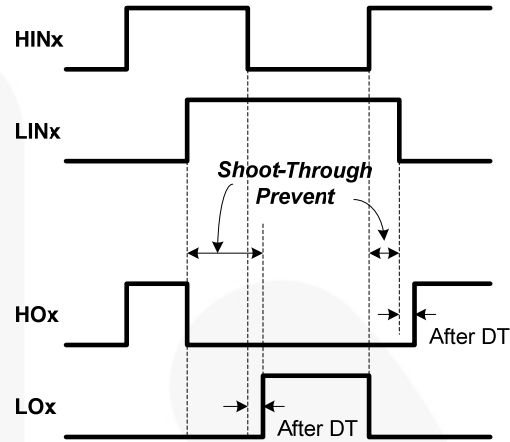 HINx
LINx
Shoot-Through
Prevent
HOx
After DT
LOx
After DT